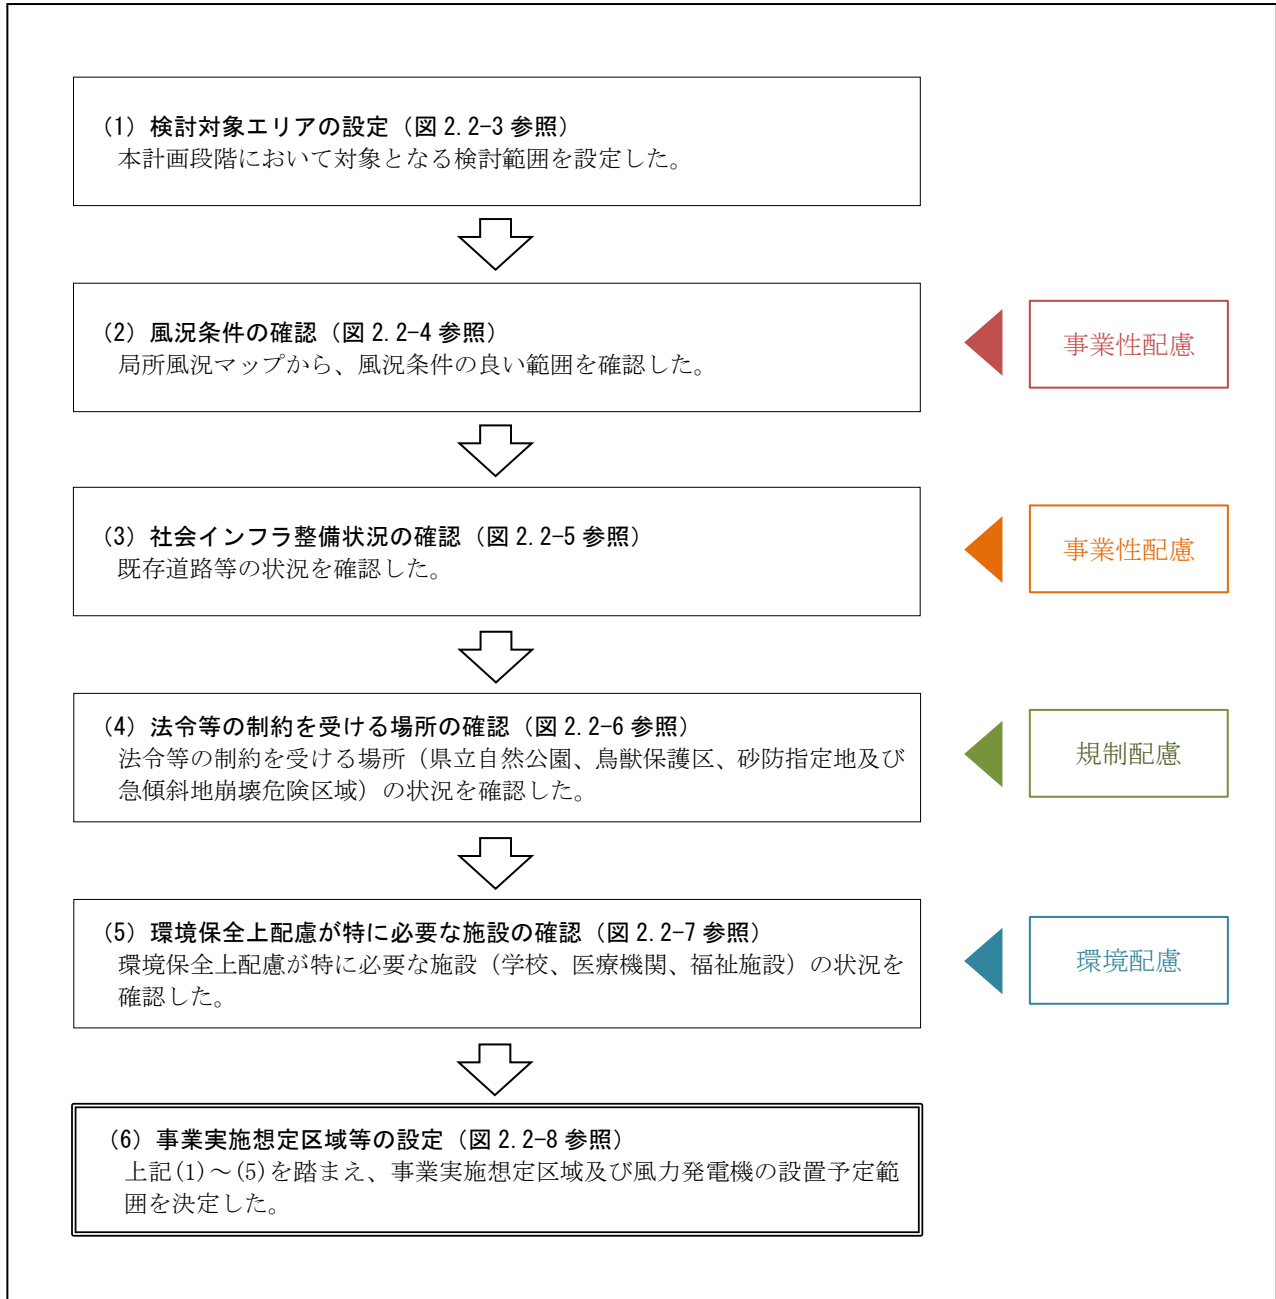 (1) 検討対象エリアの設定（図 2.2-3 参照）
本計画段階において対象となる検討範囲を設定した。
(2) 風況条件の確認（図 2.2-4 参照）
局所風況マップから、風況条件の良い範囲を確認した。
事業性配慮
(3) 社会インフラ整備状況の確認（図 2.2-5 参照）
既存道路等の状況を確認した。
事業性配慮
(4) 法令等の制約を受ける場所の確認（図 2.2-6 参照）
法令等の制約を受ける場所（県立自然公園、鳥獣保護区、砂防指定地及び
急傾斜地崩壊危険区域）の状況を確認した。
規制配慮
(5) 環境保全上配慮が特に必要な施設の確認（図 2.2-7 参照）
環境保全上配慮が特に必要な施設（学校、医療機関、福祉施設）の状況を
確認した。
環境配慮
(6) 事業実施想定区域等の設定（図 2.2-8 参照）
上記(1)～(5)を踏まえ、事業実施想定区域及び風力発電機の設置予定範
囲を決定した。